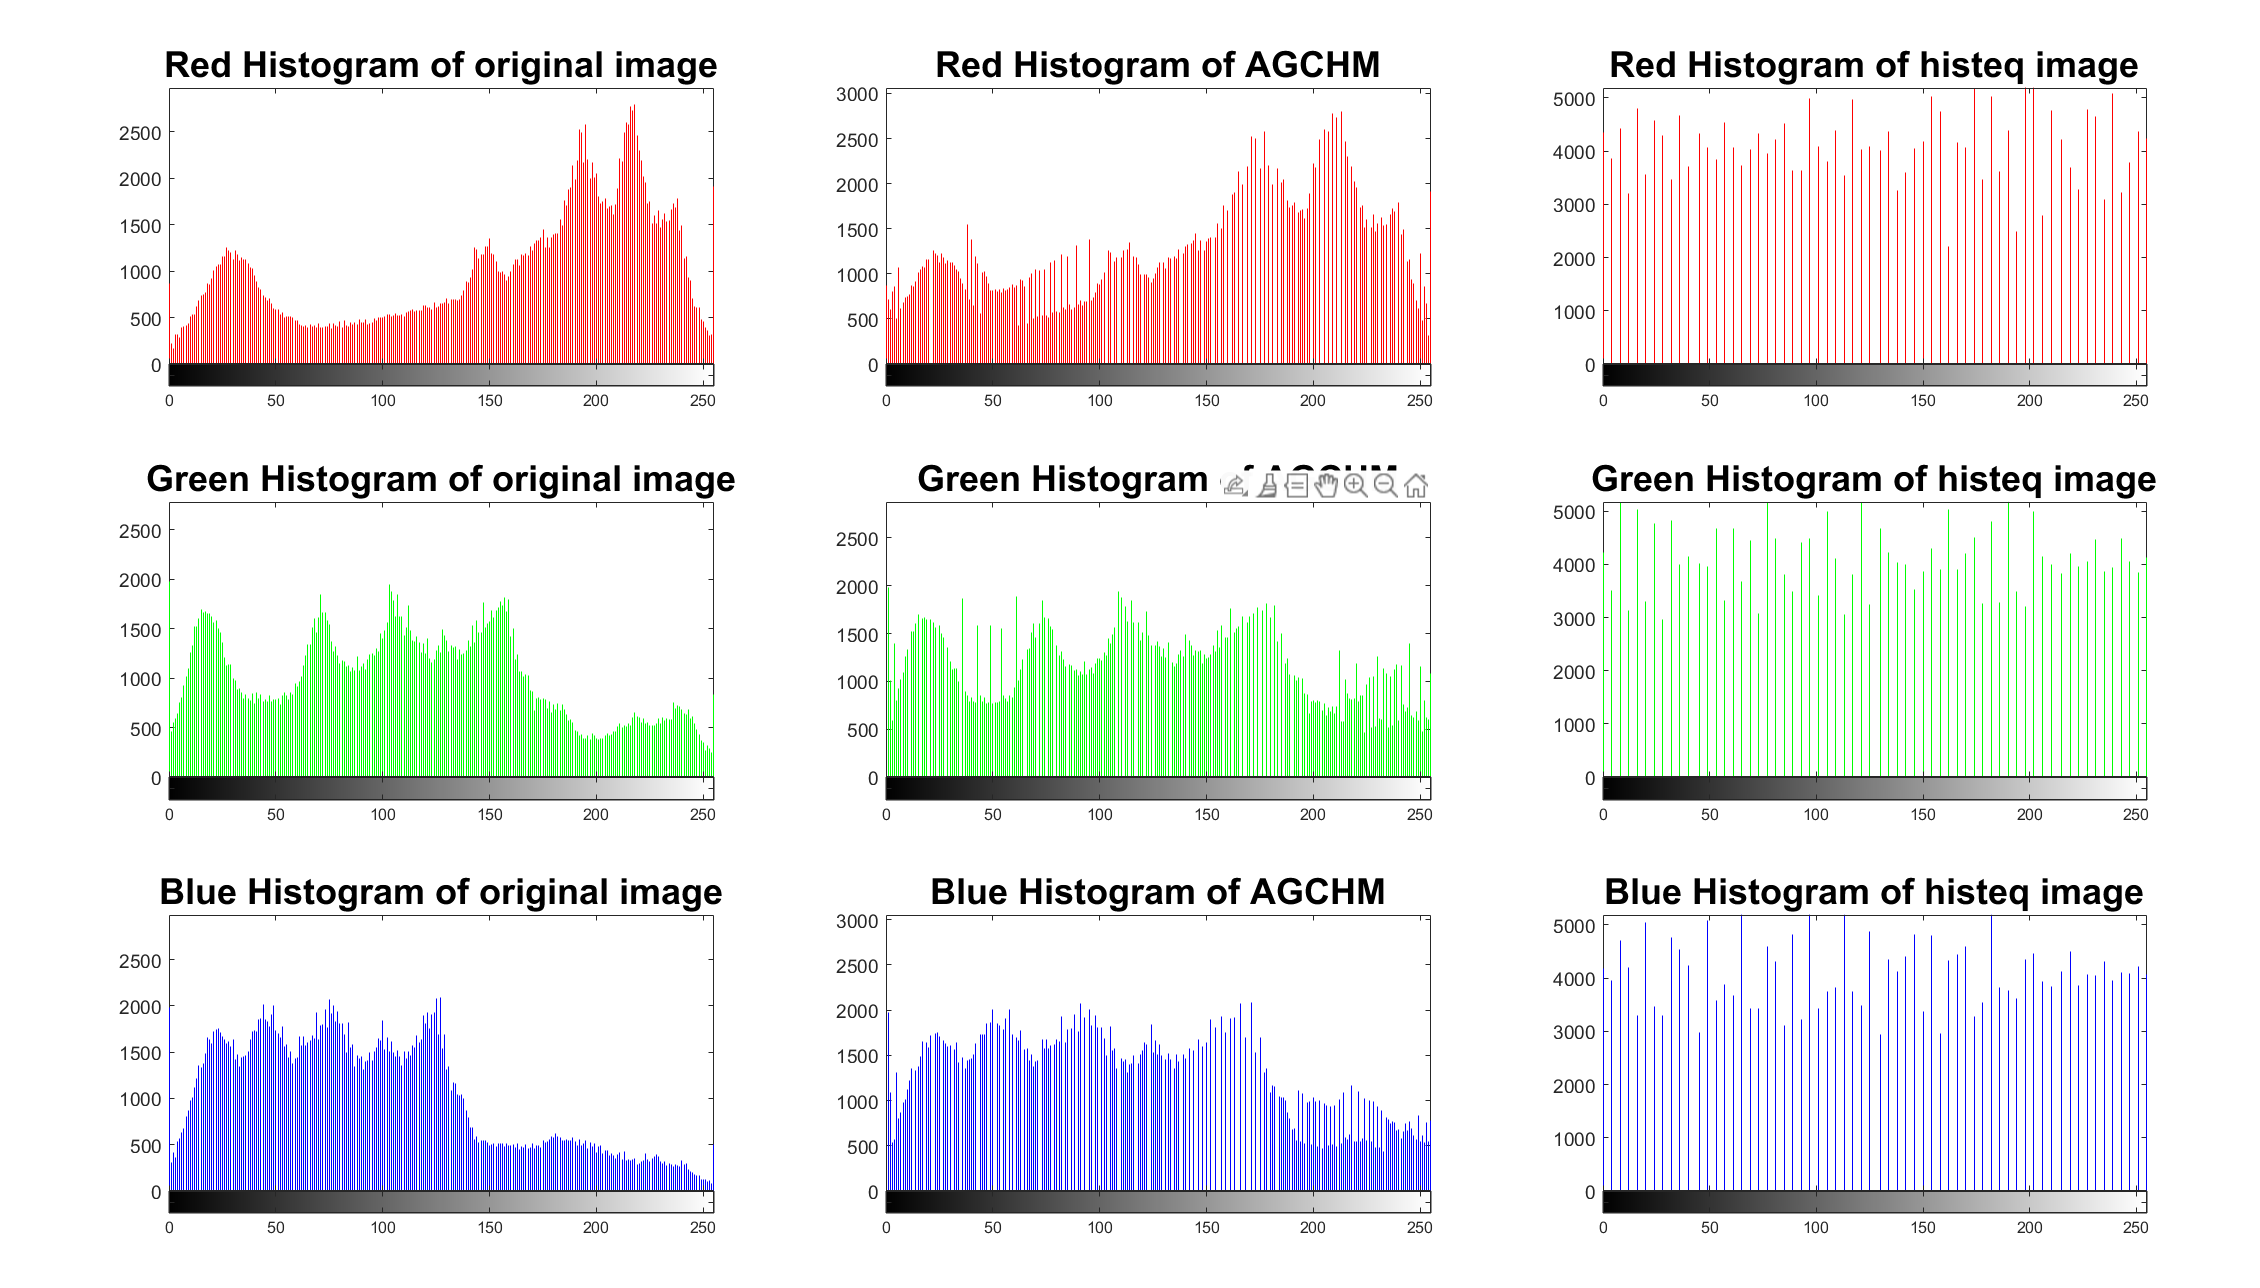 Red Histogram of original image Red Histogram of AGCHM Red Histogram of histeq image
3000 5000
2500 2500 4000
2000 2000 3000
1500 1500
1000 1000 2000
500 500 1000
0 0 0
0 50 100 150 200 250 0 50 100 150 200 250 0 50 100 150 200 250
Green Histogram of original image Green Histogram Green Histogram of histeq image
2500 2500 5000
2000 2000 4000
1500 1500 3000
1000 1000 2000
500 500 1000
0 0 0
0 50 100 150 200 250 0 50 100 150 200 250 0 50 100 150 200 250
Blue Histogram of original image Blue Histogram of AGCHM Blue Histogram of histeq image
3000 5000
2500 2500 4000
2000 2000 3000
1500 1500
1000 1000 2000
500 500 1000
0 0 0
0 50 100 150 200 250 0 50 100 150 200 250 0 50 100 150 200 250